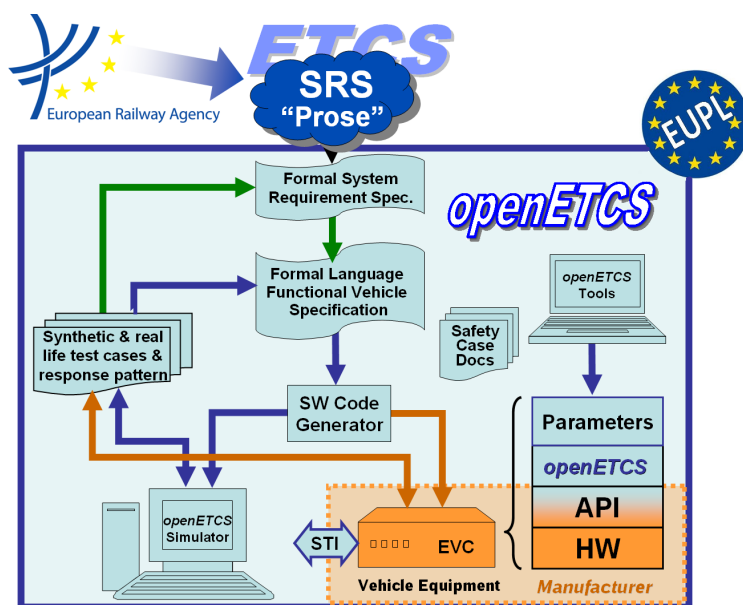 ETCS
SRS
"Prose"
European Railway Agency
EUPL
Formal System
Requirement Spec.
openETCS
Formal Language
Functional Vehicle
Specification
openETCS
Tools
Synthetic & real
life test cases &
response pattern
Safety
Case
Docs
SW Code
Generator
Parameters
openETCS
API
HW
openETCS
Simulator
STI
EVC
Vehicle Equipment
Manufacturer